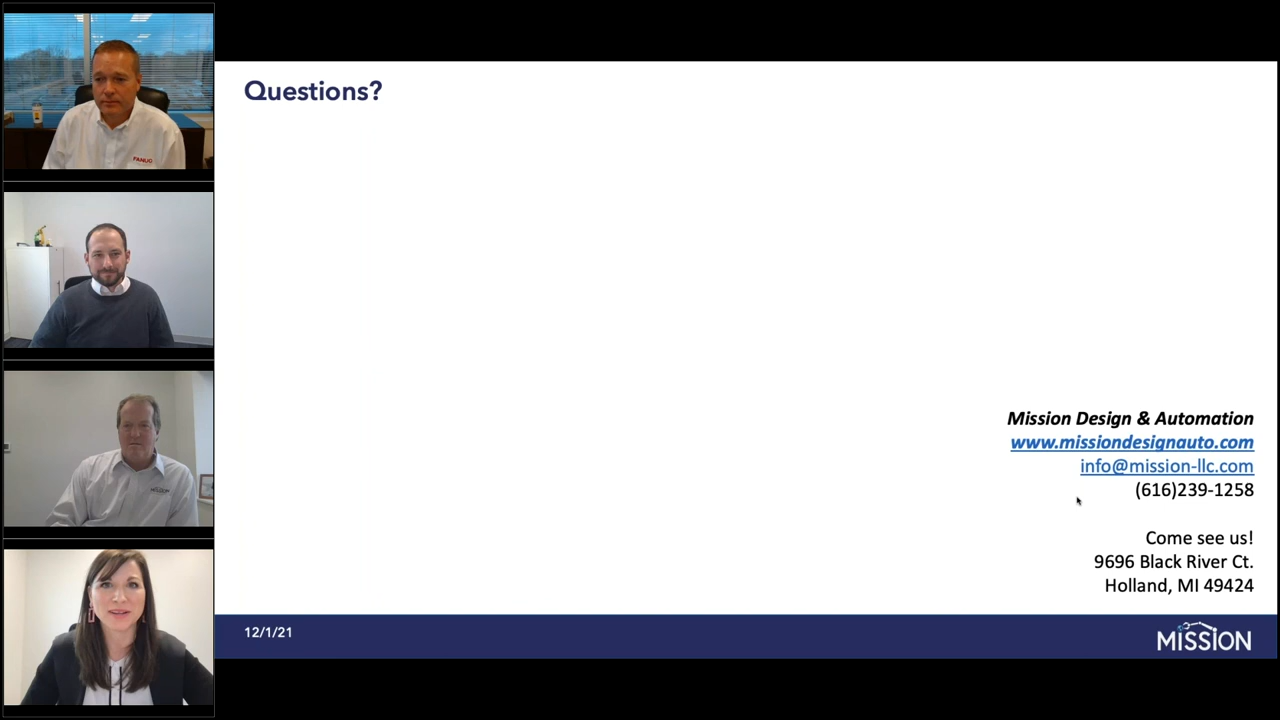 FANUC
Questions?
Mission Design & Automation
www.missiondesignauto.com
info@mission-llc.com
(616)239-1258
Come see us!
9696 Black River Ct.
Holland, MI 49424
12/1/21
MISSION